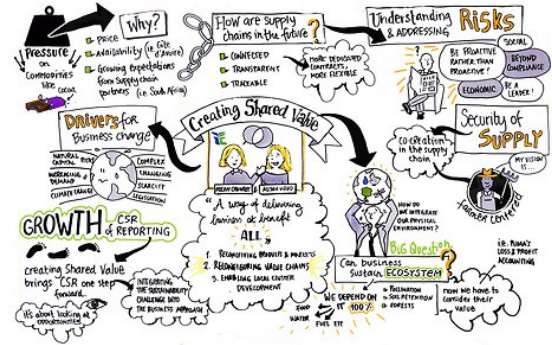 Pressure
on
COMMODITIES
LIKE
cocoa
Why?
PRICE
Availability (i.e. Côte
d'Ivoire)
Growing expectations
from supply chain
partners (i.e. South Africa)
How are supply
chains in the future?
CONNECTED
TRANSPARENT
TRACEABLE
MORE DEDICATED
CONTRACTS,
MORE FLEXIBLE
Understanding
& ADDRESSING RISKS
BE PROACTIVE
RATHER THAN
PROACTIVE!
SOCIAL
BEYOND
COMPLIANCE
ECONOMIC
BE A
LEADER!
DRIVERS for
Business change
NATURAL
CAPITAL
RISKS
INCREASING
DEMAND
CLIMATE CHANGE
COMPLEX
CHANGING
SCARCITY
LEGISLATION
Creating Shared Value
"A way of delivering
business as benefit
ALL"
1. RECONCEIVING PRODUCTS & MARKETS
2. RECONFIGURING VALUE CHAINS
3. ENABLING LOCAL CLUSTER
DEVELOPMENT
Security of
SUPPLY
CO-CREATION
in the supply
chain
MY VISION
IS...
farmer centered
GROWTH
CSR
OF REPORTING
creating Shared Value
brings CSR one step
forward.
INTEGRATING
THE SUSTAINABILITY
CHALLENGE INTO
THE BUSINESS APPROACH
It's about looking at
OPPORTUNITIES
HOW DO
WE INTEGRATE
OUR PHYSICAL
ENVIRONMENT?
BIG Question
Can business
sustain ECOSYSTEM?
WE DEPEND ON
IT 100%
FOOD
WATER
FUEL ETC
POLLINATION
SOIL RETENTION
FORESTS
i.e. PUMA's
LOSS & PROFIT
ACCOUNTING
now we have to
consider their
value